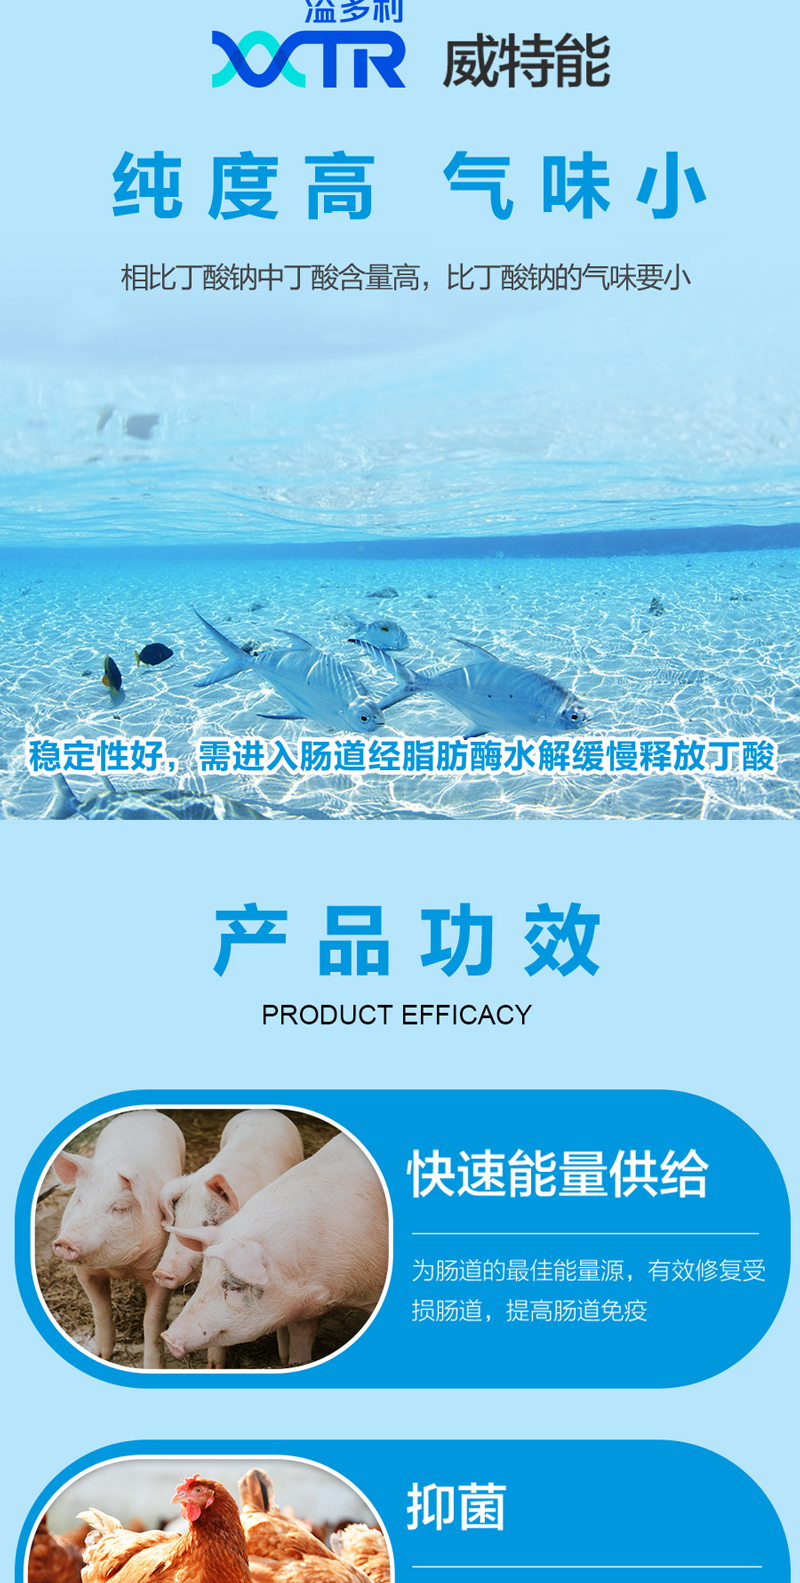 溢多利
XTR 威特能
纯度高 气味小
相比丁酸钠中丁酸含量高，比丁酸钠的气味要小
稳定性好，需进入肠道经脂肪酶水解缓慢释放丁酸
产品功效
PRODUCT EFFICACY
快速能量供给
为肠道的最佳能量源，有效修复受
损肠道，提高肠道免疫
抑菌